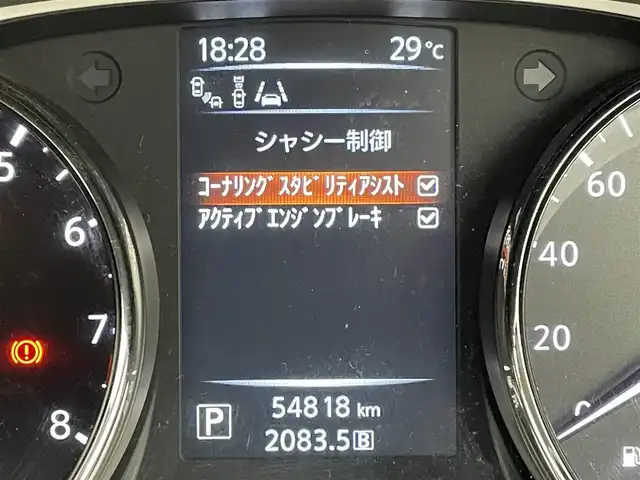 18:28 29℃
シャシー制御
コーナリングスタビリティアシスト
アクティブエンジンブレーキ
5
6
7
8
60
40
20
0
P
54818 km
2083.5 B